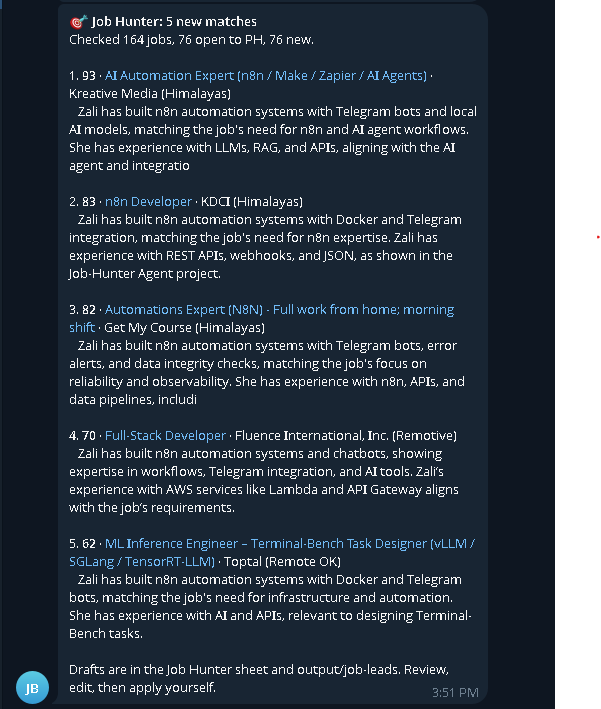 🎯 Job Hunter: 5 new matches
Checked 164 jobs, 76 open to PH, 76 new.
1. 93 · AI Automation Expert (n8n / Make / Zapier / AI Agents) ·
Kreative Media (Himalayas)
Zali has built n8n automation systems with Telegram bots and local
AI models, matching the job's need for n8n and AI agent workflows.
She has experience with LLMs, RAG, and APIs, aligning with the AI
agent and integratio
2. 83 · n8n Developer · KDCI (Himalayas)
Zali has built n8n automation systems with Docker and Telegram
integration, matching the job's need for n8n expertise. Zali has
experience with REST APIs, webhooks, and JSON, as shown in the
Job-Hunter Agent project.
3. 82 · Automations Expert (N8N) - Full work from home; morning
shift · Get My Course (Himalayas)
Zali has built n8n automation systems with Telegram bots, error
alerts, and data integrity checks, matching the job's focus on
reliability and observability. She has experience with n8n, APIs, and
data pipelines, includi
4. 70 · Full-Stack Developer · Fluence International, Inc. (Remotive)
Zali has built n8n automation systems and chatbots, showing
expertise in workflows, Telegram integration, and AI tools. Zali's
experience with AWS services like Lambda and API Gateway aligns
with the job's requirements.
5. 62 · ML Inference Engineer – Terminal-Bench Task Designer (vLLM /
SGLang / TensorRT-LLM) · Toptal (Remote OK)
Zali has built n8n automation systems with Docker and Telegram
bots, matching the job's need for infrastructure and automation.
She has experience with AI and APIs, relevant to designing Terminal-
Bench tasks.
Drafts are in the Job Hunter sheet and output/job-leads. Review,
edit, then apply yourself.
JB
3:51 PM